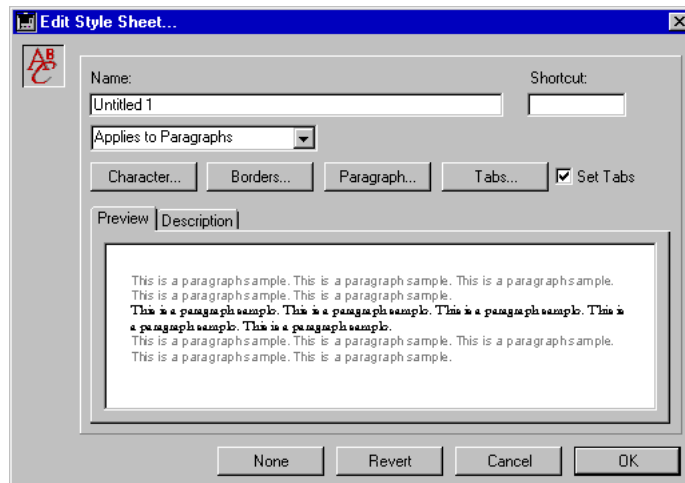 Edit Style Sheet...
ABC
Name:
Shortcut:
Untitled 1
Applies to Paragraphs
Character... Borders... Paragraph... Tabs... Set Tabs
Preview Description
This is a paragraph sample. This is a paragraph sample. This is a paragraph sample.
This is a paragraph sample. This is a paragraph sample.
This is a paragraph sample. This is a paragraph sample. This is a paragraph sample. This is
a paragraph sample. This is a paragraph sample.
This is a paragraph sample. This is a paragraph sample. This is a paragraph sample.
This is a paragraph sample. This is a paragraph sample.
None Revert Cancel OK